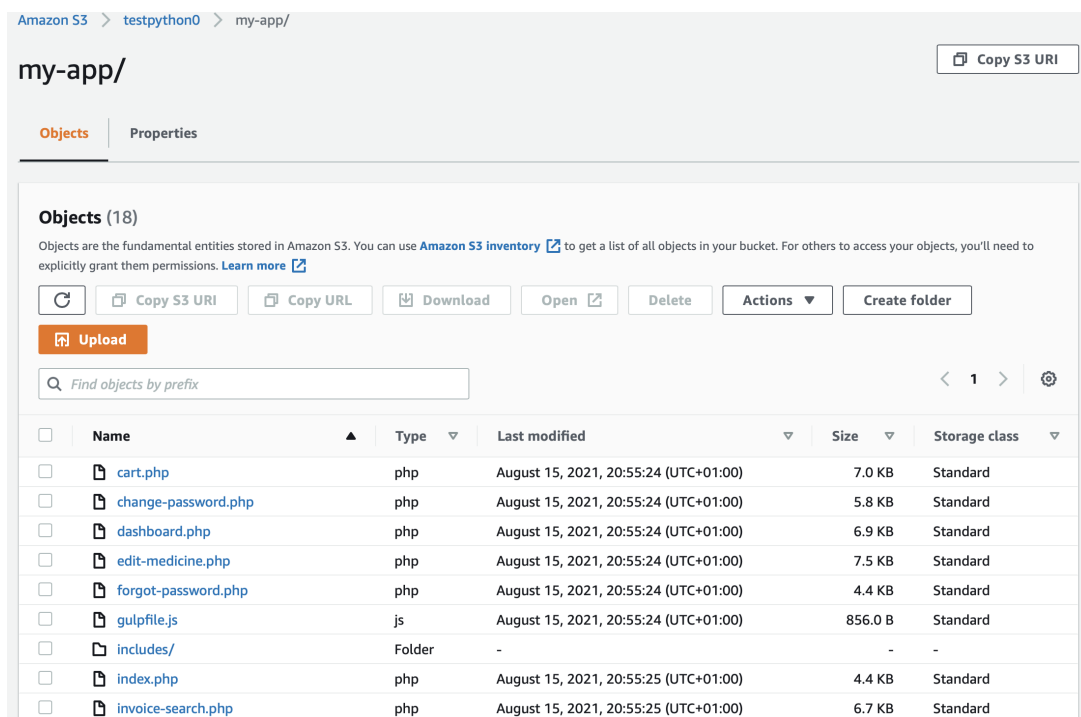 Amazon S3 > testpython0 > my-app/
my-app/
Copy S3 URI
Objects Properties
Objects (18)
Objects are the fundamental entities stored in Amazon S3. You can use Amazon S3 inventory to get a list of all objects in your bucket. For others to access your objects, you'll need to
explicitly grant them permissions. Learn more
Copy S3 URI Copy URL Download Open Delete Actions Create folder
Upload
Find objects by prefix
1
Name Type Last modified Size Storage class
cart.php php August 15, 2021, 20:55:24 (UTC+01:00) 7.0 KB Standard
change-password.php php August 15, 2021, 20:55:24 (UTC+01:00) 5.8 KB Standard
dashboard.php php August 15, 2021, 20:55:24 (UTC+01:00) 6.9 KB Standard
edit-medicine.php php August 15, 2021, 20:55:24 (UTC+01:00) 7.5 KB Standard
forgot-password.php php August 15, 2021, 20:55:24 (UTC+01:00) 4.4 KB Standard
gulpfile.js js August 15, 2021, 20:55:24 (UTC+01:00) 856.0 B Standard
includes/ Folder - - -
index.php php August 15, 2021, 20:55:25 (UTC+01:00) 4.4 KB Standard
invoice-search.php php August 15, 2021, 20:55:25 (UTC+01:00) 6.7 KB Standard